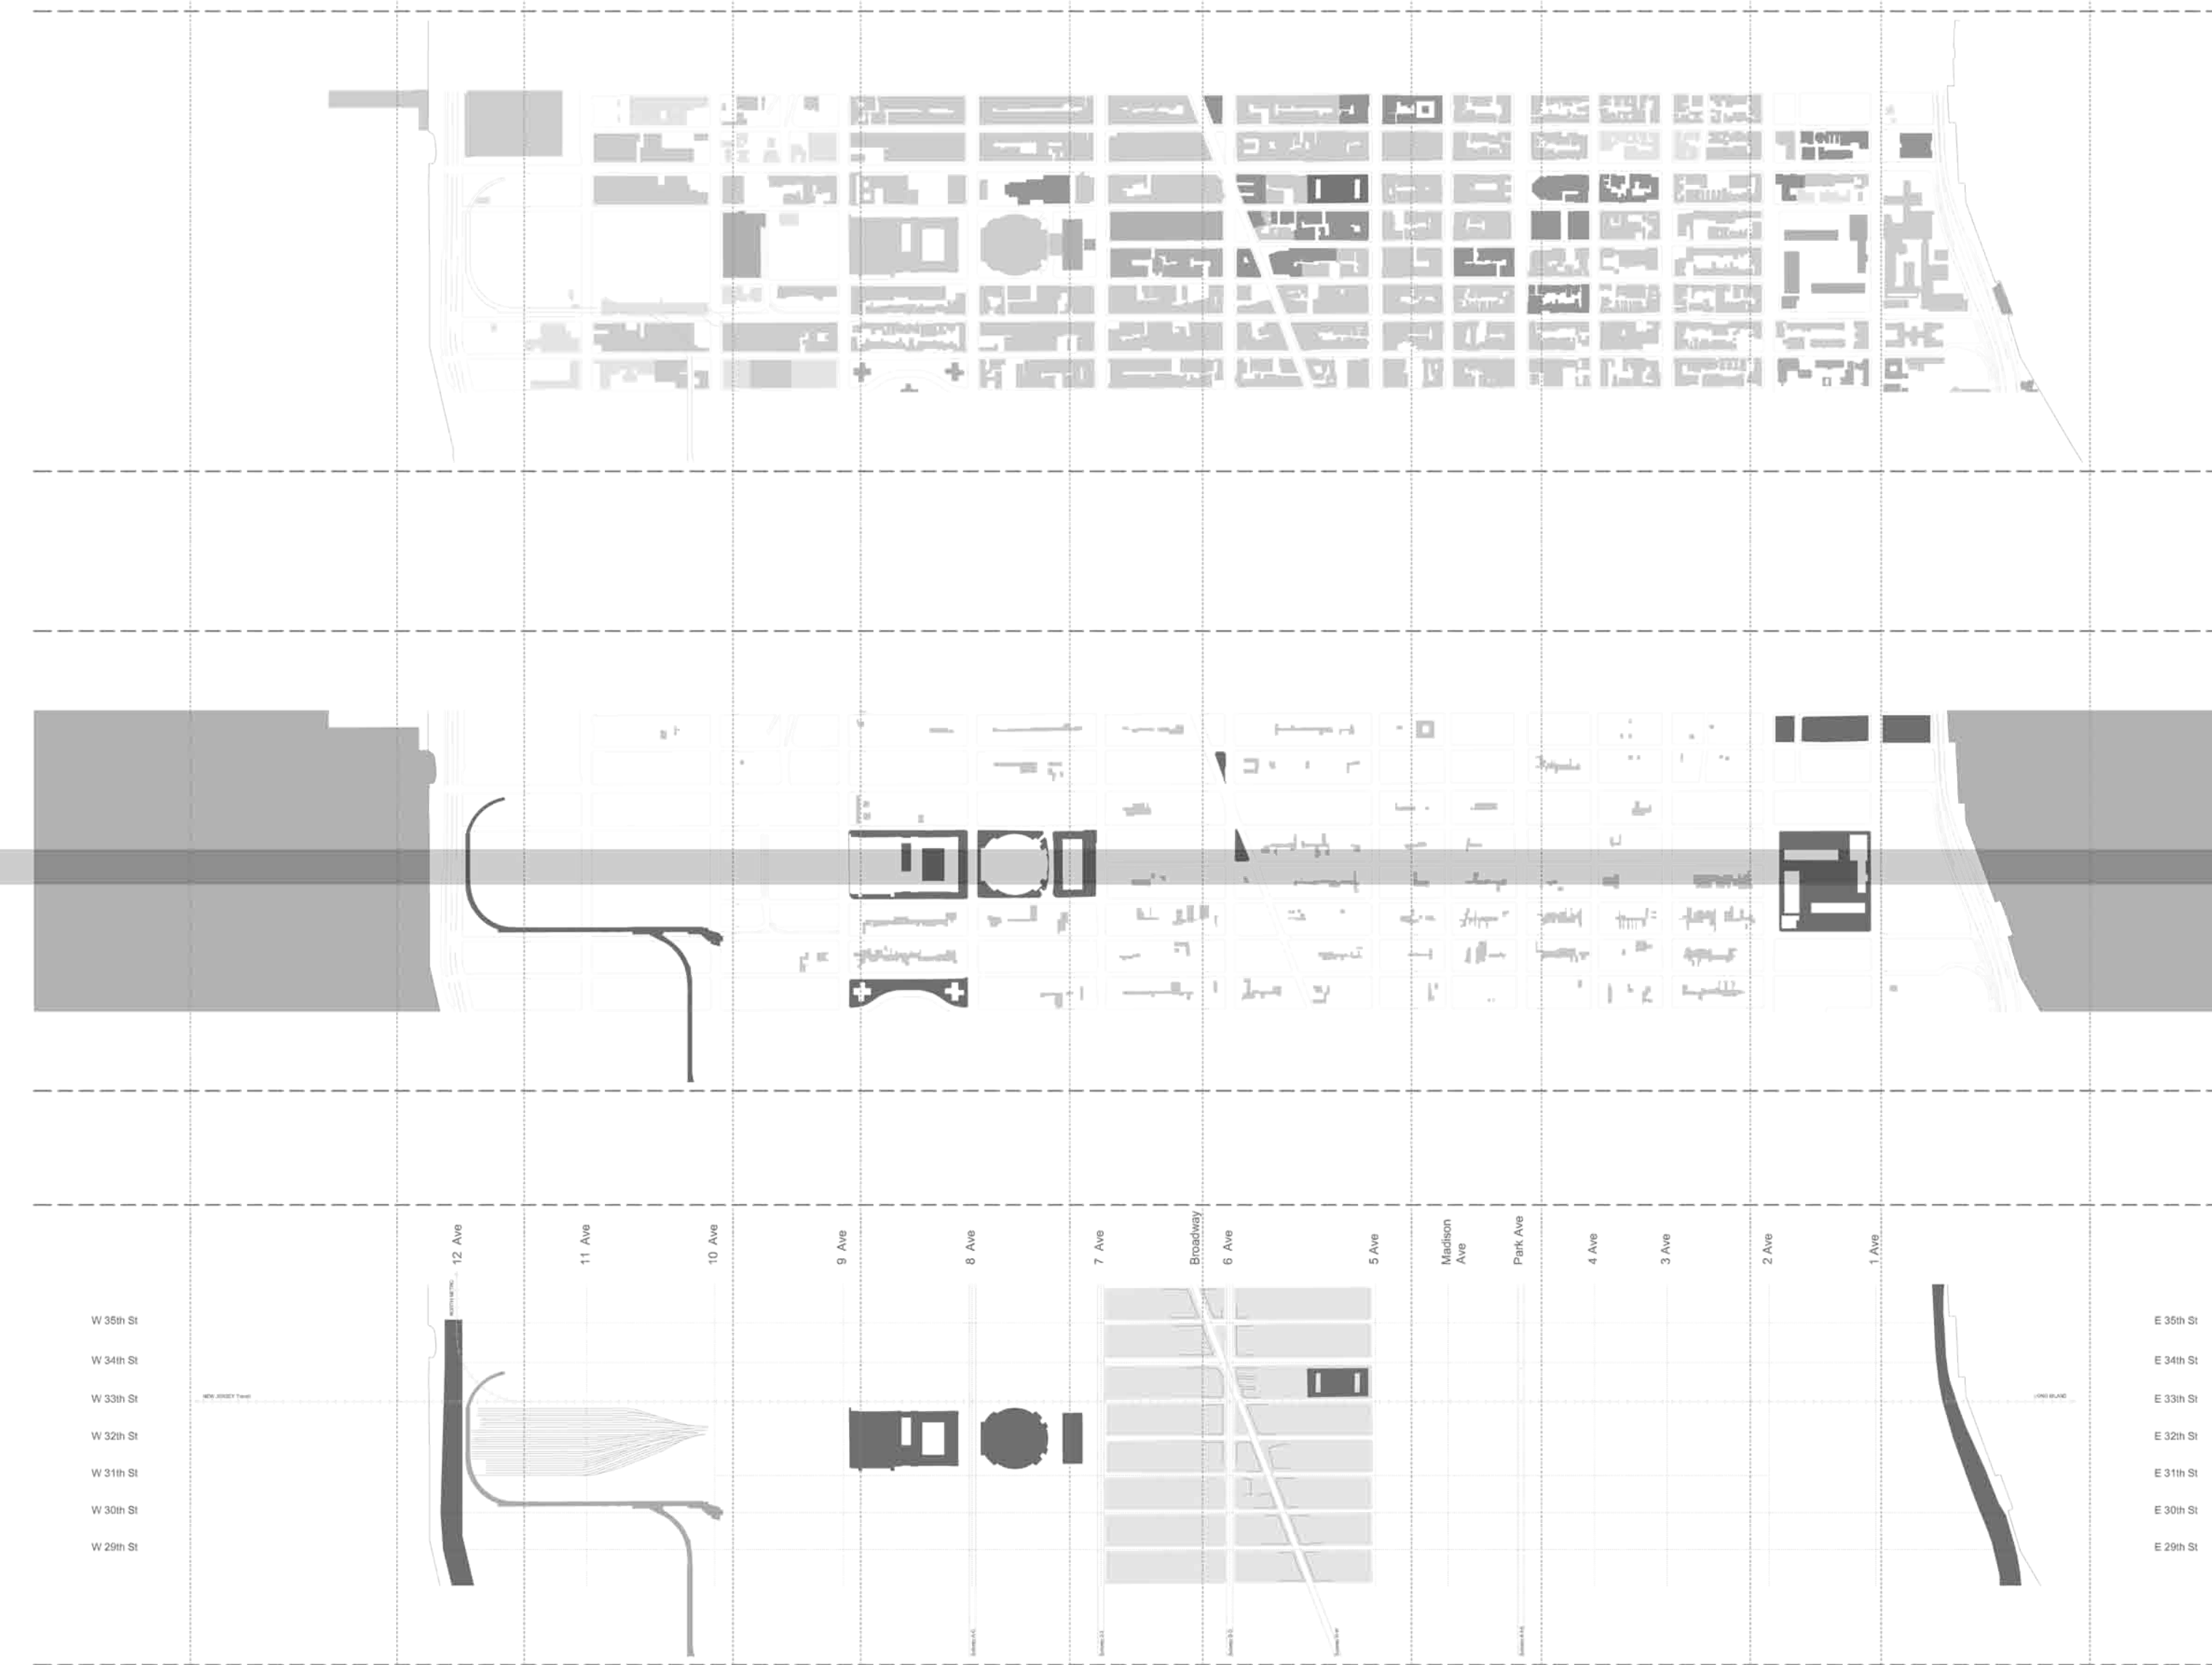 12 Ave
11 Ave
10 Ave
9 Ave
8 Ave
7 Ave
Broadway
6 Ave
5 Ave
Madison
Ave
Park Ave
4 Ave
3 Ave
2 Ave
1 Ave
W 35th St
E 35th St
W 34th St
E 34th St
W 33th St
NEW JERSEY
E 33th St
W 32th St
E 32th St
W 31th St
E 31th St
W 30th St
E 30th St
W 29th St
E 29th St